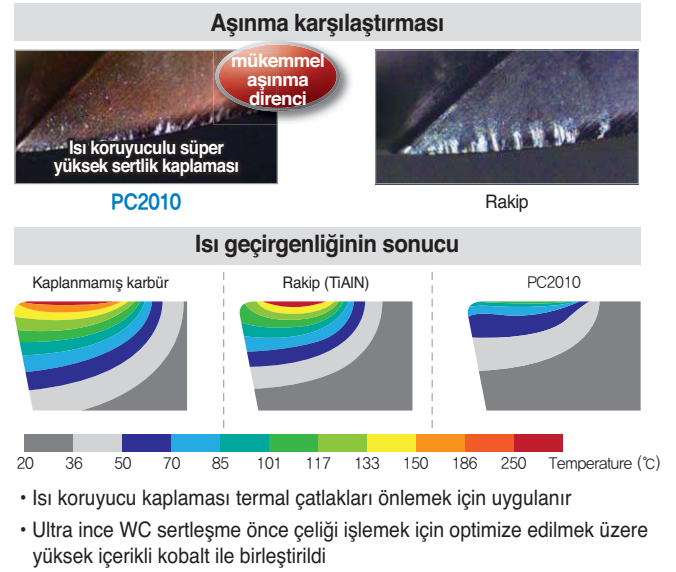 Aşınma karşılaştırması
mükemmel
aşınma
direnci
Isı koruyuculu süper
yüksek sertlik kaplaması
PC2010
Rakip
Isı geçirgenliğinin sonucu
Kaplanmamış karbür
Rakip (TiAlN)
PC2010
20 36 50 70 85 101 117 133 150 186 250 Temperature (℃)
• Isı koruyucu kaplaması termal çatlakları önlemek için uygulanır
• Ultra ince WC sertleşme önce çeliği işlemek için optimize edilmek üzere
yüksek içerikli kobalt ile birleştirildi